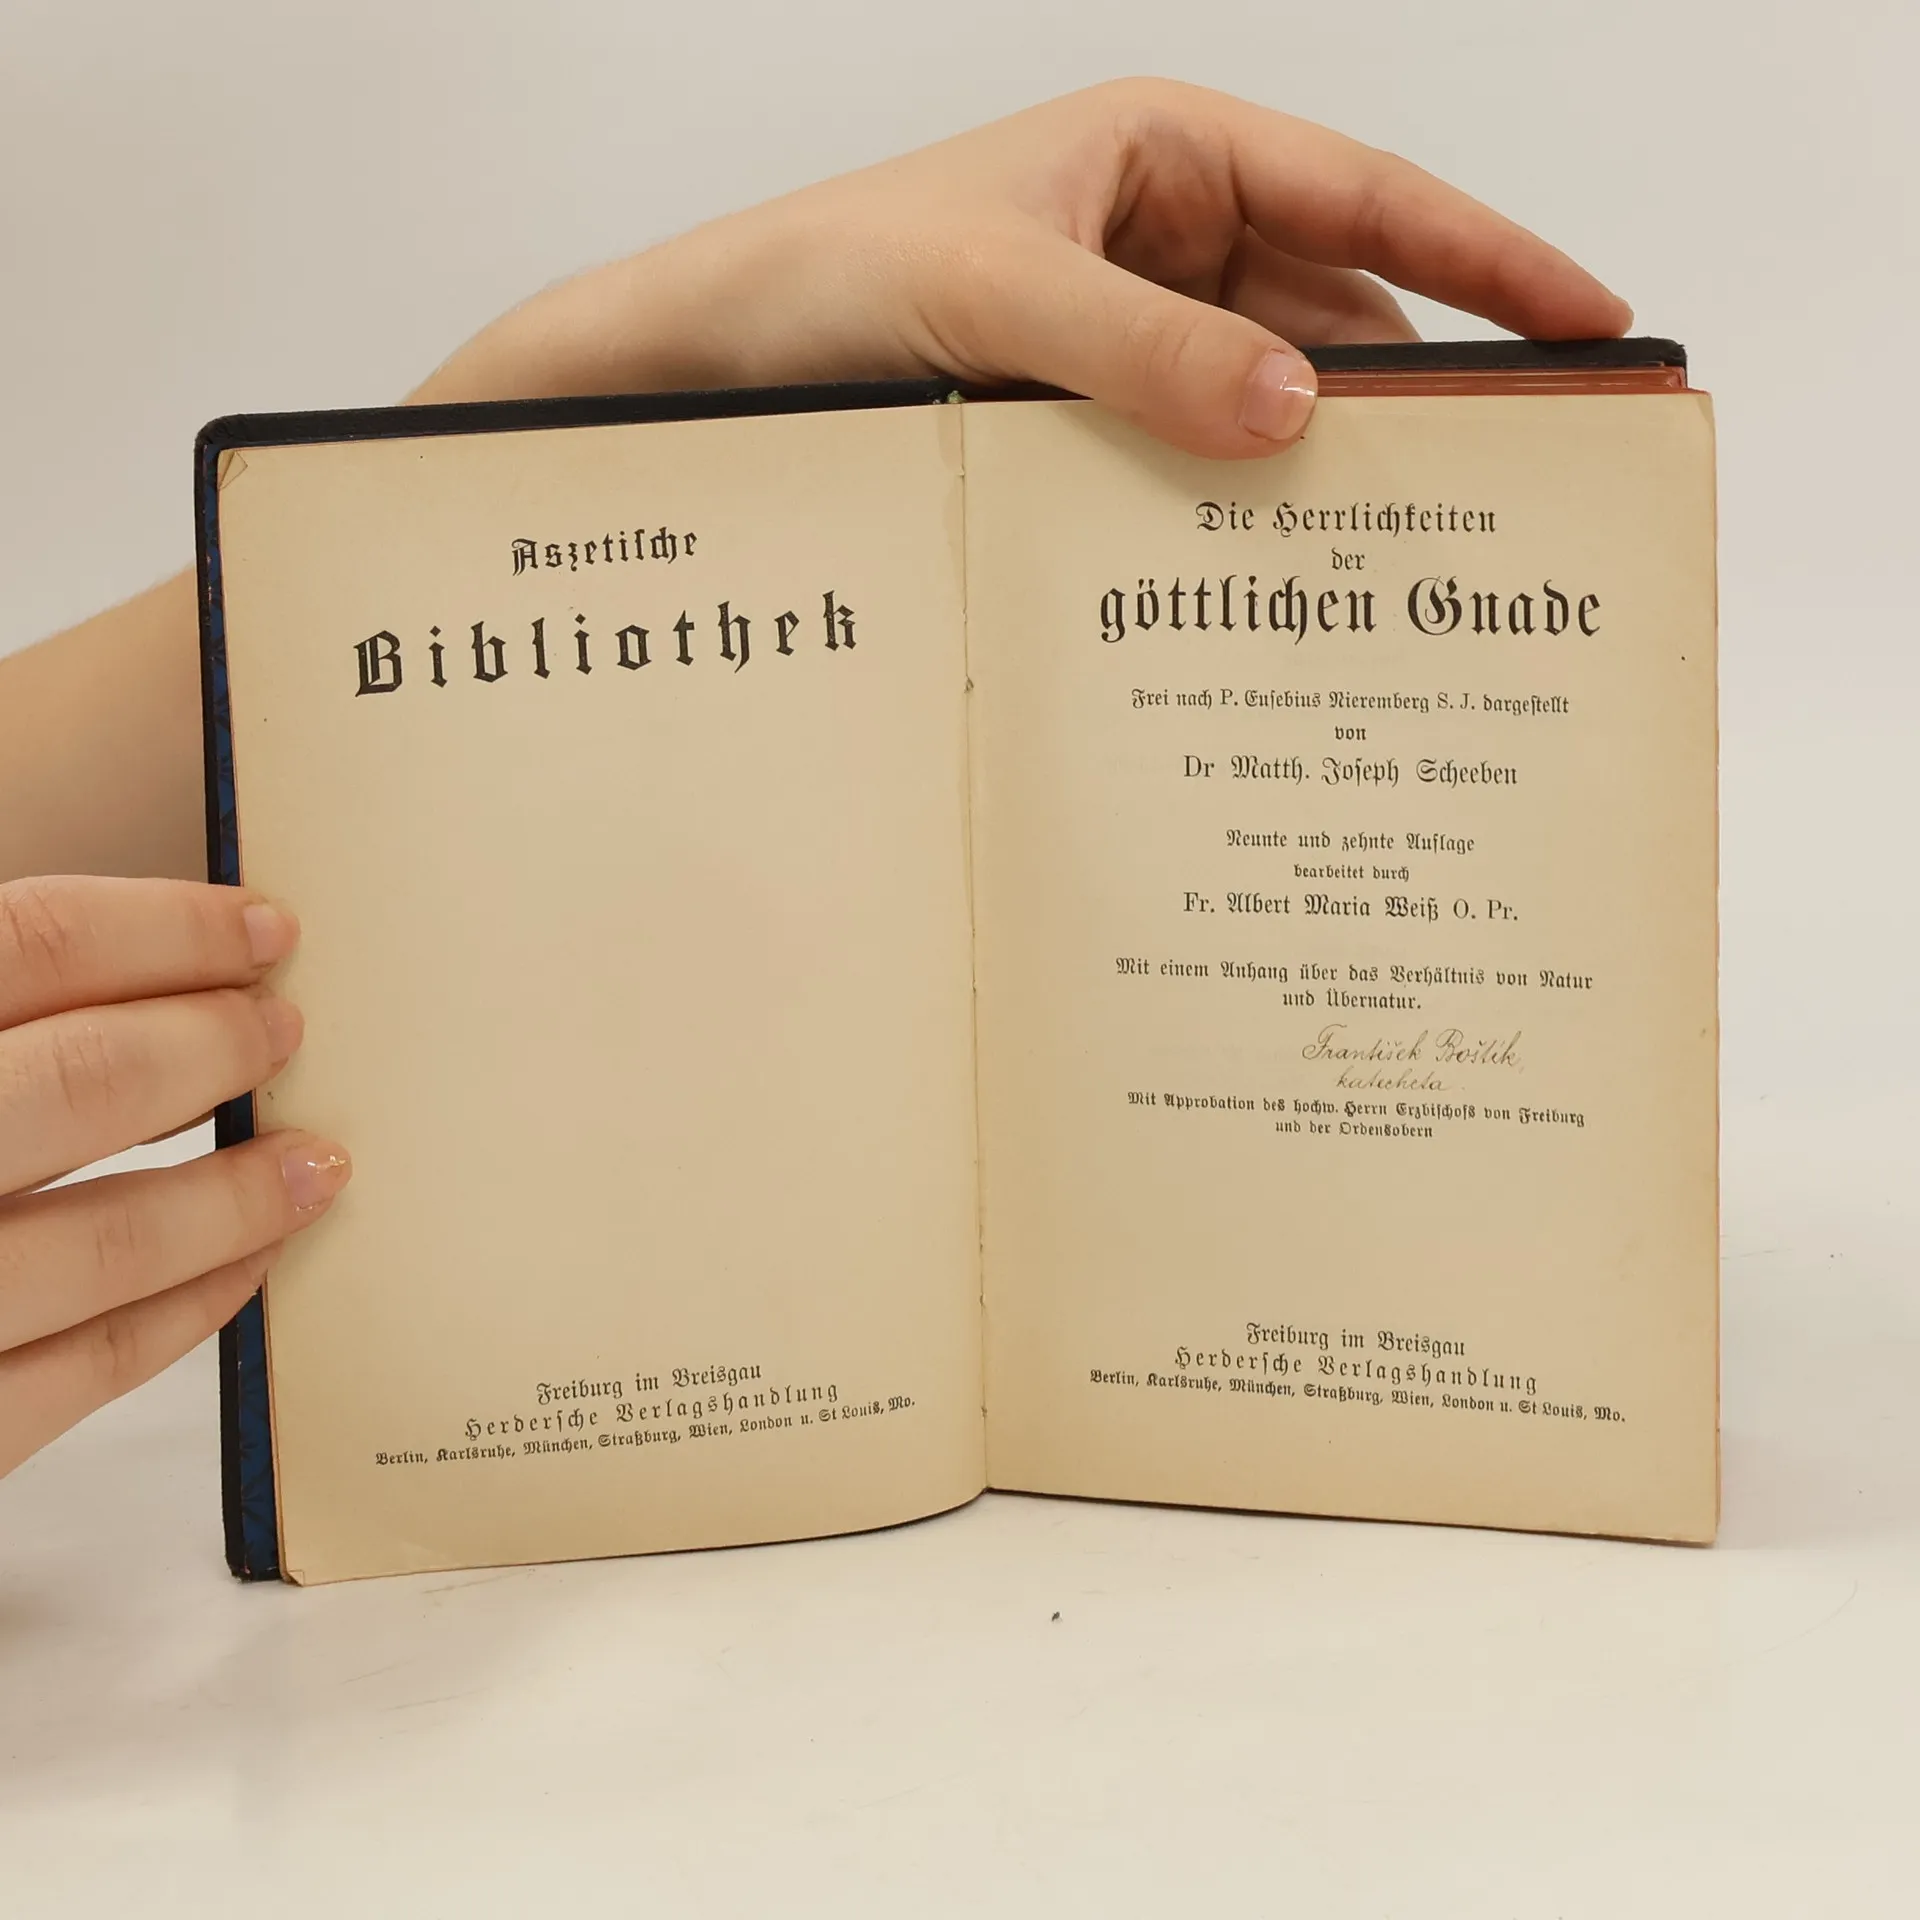 Aszetische
Bibliothek
Freiburg im Breisgau
Herdersche Verlagshandlung
Berlin, Karlsruhe, München, Straßburg, Wien, London u. St Louis, Mo.
Die Herrlichkeiten
der
göttlichen Gnade
Frei nach P. Eusebius Nieremberg S. J. dargestellt
von
Dr Matth. Joseph Scheeben
Neunte und zehnte Auflage
bearbeitet durch
Fr. Albert Maria Weiß O. Pr.
Mit einem Anhang über das Verhältnis von Natur
und Übernatur.
František Boštík,
katecheta.
Mit Approbation des hochw. Herrn Erzbischofs von Freiburg
und der Ordensobern
Freiburg im Breisgau
Herdersche Verlagshandlung
Berlin, Karlsruhe, München, Straßburg, Wien, London u. St Louis, Mo.